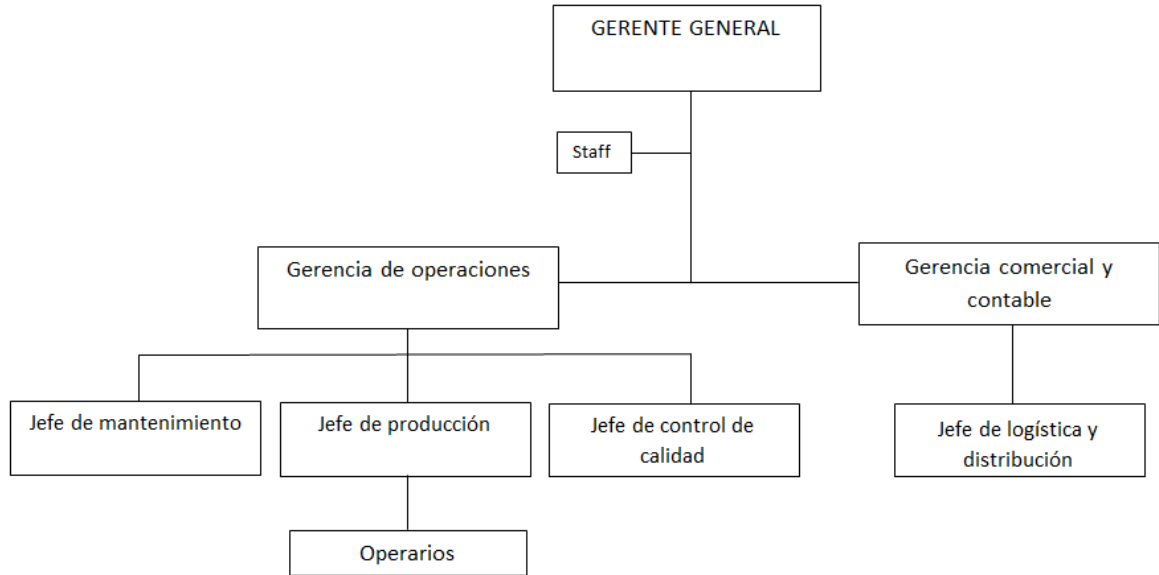 GERENTE GENERAL
Staff
Gerencia de operaciones
Gerencia comercial y
contable
Jefe de mantenimiento
Jefe de producción
Jefe de control de
calidad
Jefe de logística y
distribución
Operarios